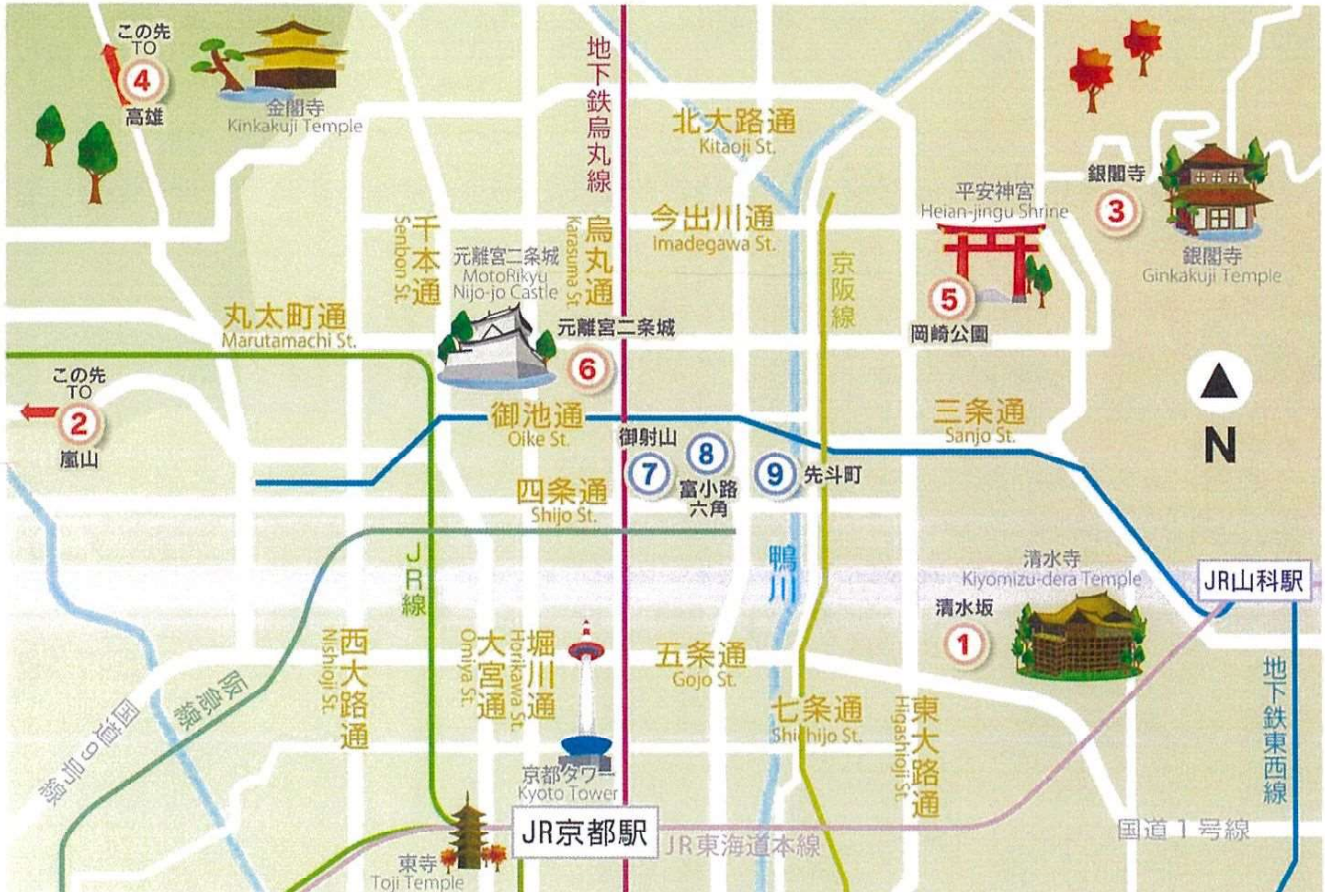 この先
TO
4
高雄
金閣寺
Kinkakuji Temple
地下鉄烏丸線
北大路通
Kitaoji St.
平安神宮
Heian-jingu Shrine
5
岡崎公園
銀閣寺
3
銀閣寺
Ginkakuji Temple
千本通
Senbon St.
元離宮二条城
MotoRikyu
Nijo-jo Castle
烏丸通
Karasuma St.
今出川通
Imadegawa St.
京阪線
丸太町通
Marutamachi St.
元離宮二条城
6
この先
TO
2
嵐山
御池通
Oike St.
三条通
Sanjo St.
N
御射山
7
8
富小路
六角
9
先斗町
四条通
Shijo St.
JR線
鴨川
清水寺
Kiyomizu-dera Temple
JR山科駅
清水坂
1
西大路通
Nishioji St.
大宮通
Omiya St.
堀川通
Horikawa St.
五条通
Gojo St.
七条通
Shichijo St.
東大路通
Higashioji St.
地下鉄東西線
阪急線
国道9号線
京都タワー
Kyoto Tower
JR京都駅
JR東海道本線
国道1号線
東寺
Toji Temple